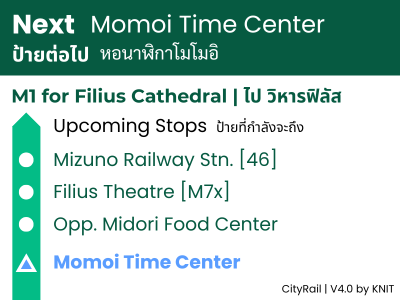 Next Momoi Time Center
ป้ายต่อไป หอนาฬิกาโมโมอิ
M1 for Filius Cathedral | ไป วิหารฟิลัส
Upcoming Stops ป้ายที่กำลังจะถึง
Mizuno Railway Stn. [46]
Filius Theatre [M7x]
Opp. Midori Food Center
Momoi Time Center
CityRail | V4.0 by KNIT